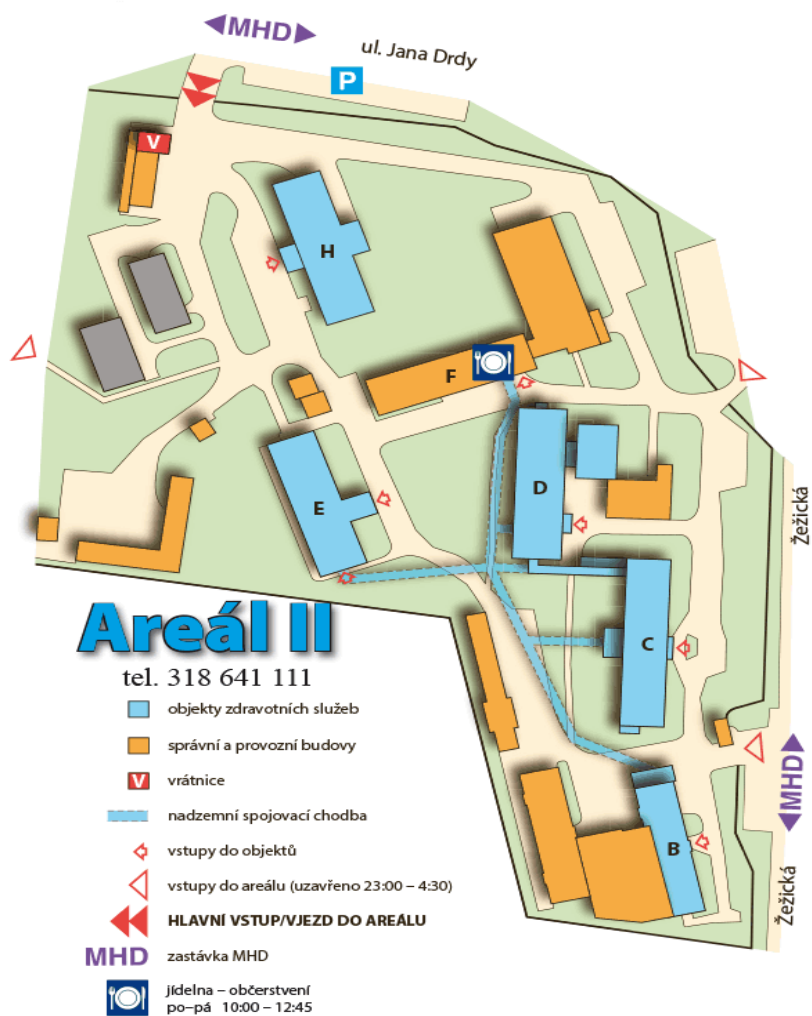 MHD
ul. Jana Drdy
P
V
H
F
D
E
Žežická
C
Areál II
tel. 318 641 111
objekty zdravotních služeb
správní a provozní budovy
V vrátnice
nadzemní spojovací chodba
vstupy do objektů
vstupy do areálu (uzavřeno 23:00 – 4:30)
HLAVNÍ VSTUP/VJEZD DO AREÁLU
MHD zastávka MHD
jídelna – občerstvení
po–pá 10:00 – 12:45
MHD
B
Žežická